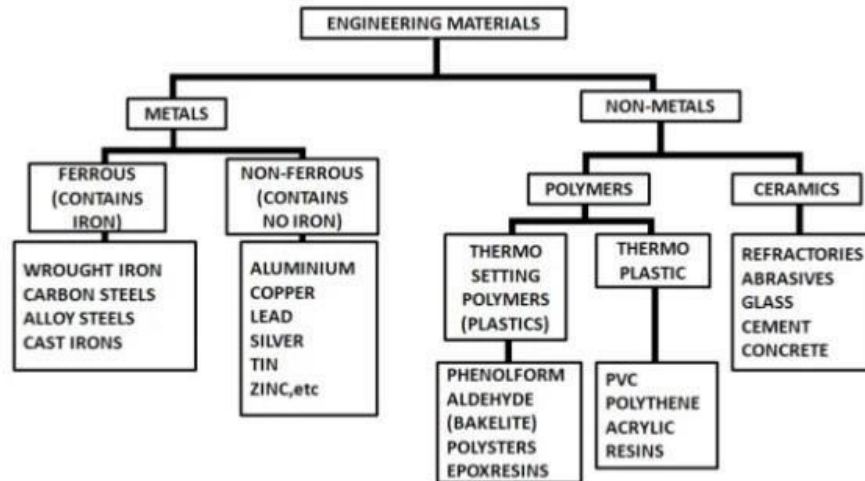 ENGINEERING MATERIALS
METALS
NON-METALS
FERROUS
(CONTAINS
IRON)
NON-FERROUS
(CONTAINS
NO IRON)
POLYMERS
CERAMICS
WROUGHT IRON
CARBON STEELS
ALLOY STEELS
CAST IRONS
ALUMINIUM
COPPER
LEAD
SILVER
TIN
ZINC,etc
THERMO
SETTING
POLYMERS
(PLASTICS)
THERMO
PLASTIC
REFRACTORIES
ABRASIVES
GLASS
CEMENT
CONCRETE
PHENOLFORM
ALDEHYDE
(BAKELITE)
POLYSTERS
EPOXRESINS
PVC
POLYTHENE
ACRYLIC
RESINS